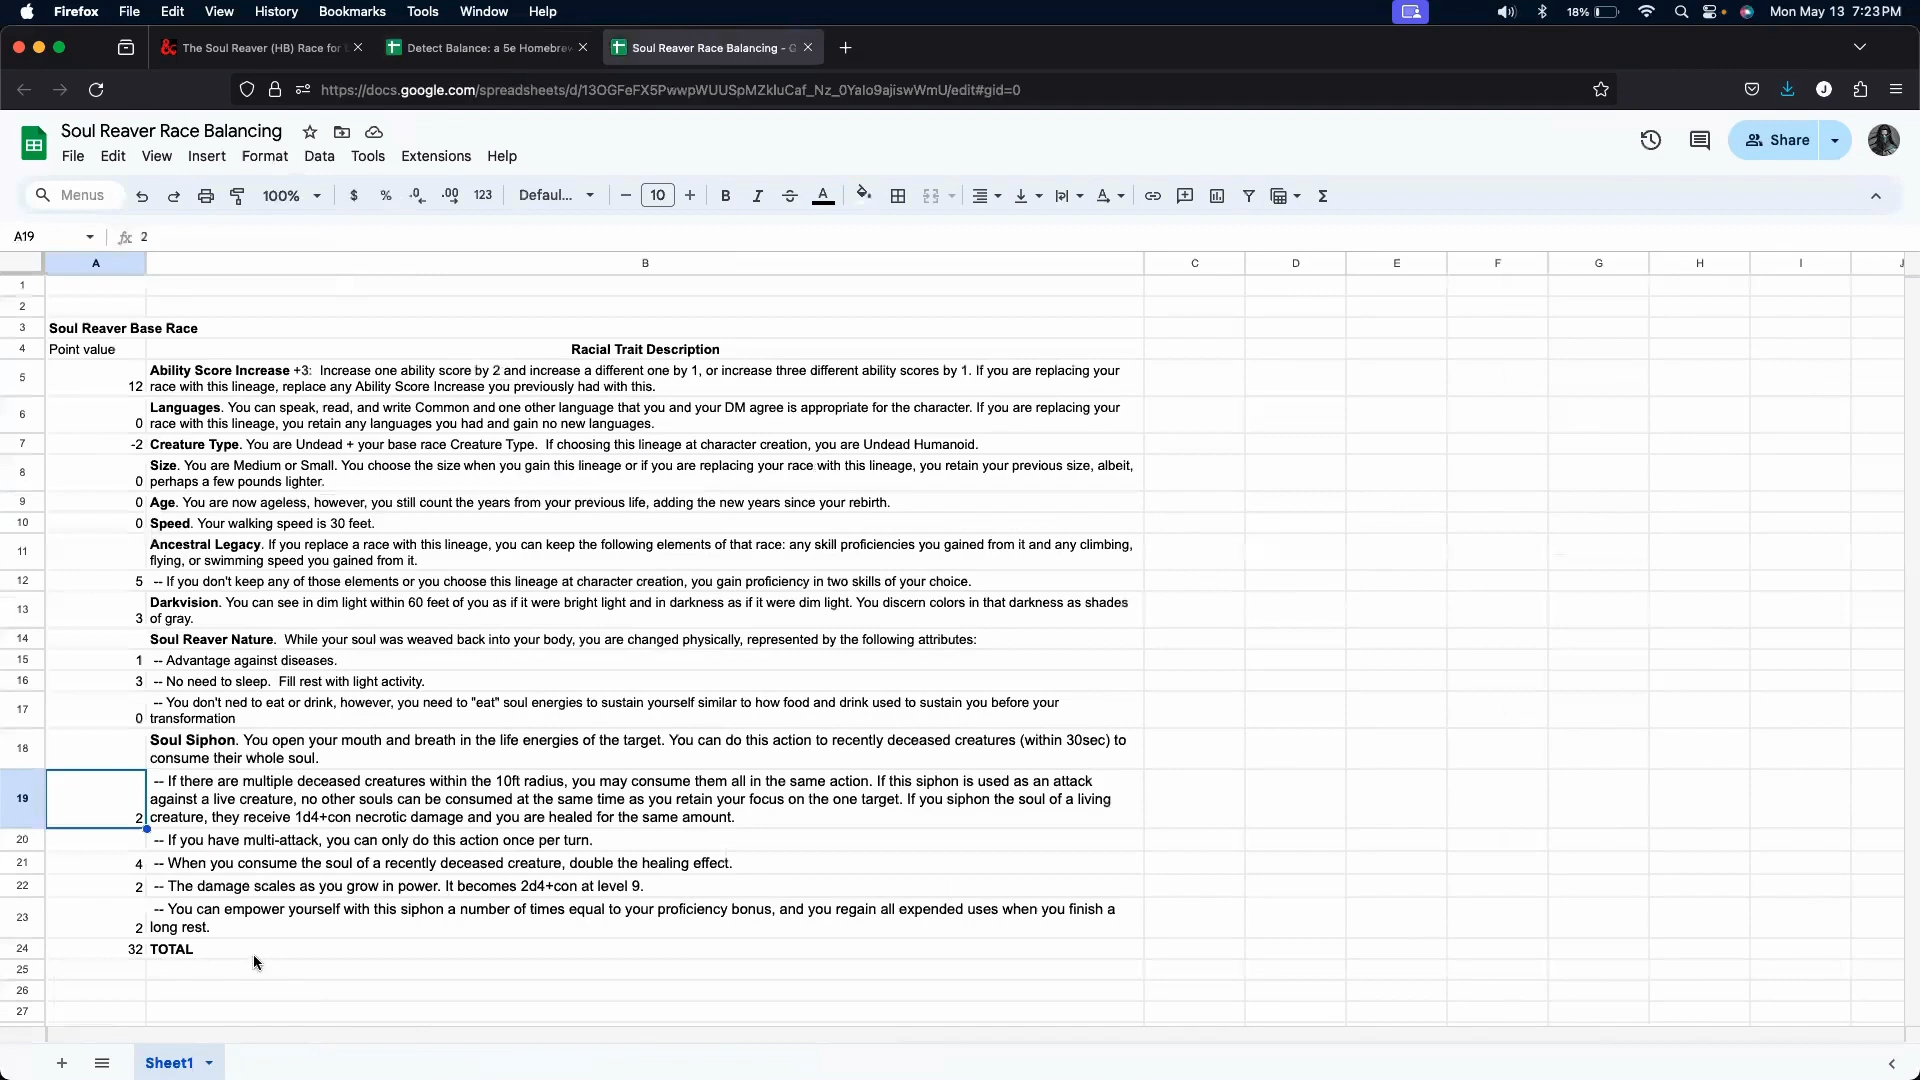 Firefox File Edit View History Bookmarks Tools Window Help 18% Mon May 13 7:23 PM
The Soul Reaver (HB) Race for Detect Balance: a 5e Homebrew Soul Reaver Race Balancing - G
Soul Reaver Race Balancing
File Edit View Insert Format Data Tools Extensions Help
Share
Menus 100% $ % .0 .00 123 Defaul... 10 B I
A19 fx 2
A B C D E F G H I J
1
2
3 Soul Reaver Base Race
4 Point value Racial Trait Description
5 12 Ability Score Increase +3: Increase one ability score by 2 and increase a different one by 1, or increase three different ability scores by 1. If you are replacing your
race with this lineage, replace any Ability Score Increase you previously had with this.
6 0 Languages. You can speak, read, and write Common and one other language that you and your DM agree is appropriate for the character. If you are replacing your
race with this lineage, you retain any languages you had and gain no new languages.
7 -2 Creature Type. You are Undead + your base race Creature Type. If choosing this lineage at character creation, you are Undead Humanoid.
8 0 Size. You are Medium or Small. You choose the size when you gain this lineage or if you are replacing your race with this lineage, you retain your previous size, albeit,
perhaps a few pounds lighter.
9 0 Age. You are now ageless, however, you still count the years from your previous life, adding the new years since your rebirth.
10 0 Speed. Your walking speed is 30 feet.
11 Ancestral Legacy. If you replace a race with this lineage, you can keep the following elements of that race: any skill proficiencies you gained from it and any climbing,
flying, or swimming speed you gained from it.
12 5 -- If you don't keep any of those elements or you choose this lineage at character creation, you gain proficiency in two skills of your choice.
13 3 Darkvision. You can see in dim light within 60 feet of you as if it were bright light and in darkness as if it were dim light. You discern colors in that darkness as shades
of gray.
14 Soul Reaver Nature. While your soul was weaved back into your body, you are changed physically, represented by the following attributes:
15 1 -- Advantage against diseases.
16 3 -- No need to sleep. Fill rest with light activity.
17 0 -- You don't ned to eat or drink, however, you need to "eat" soul energies to sustain yourself similar to how food and drink used to sustain you before your
transformation
18 Soul Siphon. You open your mouth and breath in the life energies of the target. You can do this action to recently deceased creatures (within 30sec) to
consume their whole soul.
19 2 -- If there are multiple deceased creatures within the 10ft radius, you may consume them all in the same action. If this siphon is used as an attack
against a live creature, no other souls can be consumed at the same time as you retain your focus on the one target. If you siphon the soul of a living
creature, they receive 1d4+con necrotic damage and you are healed for the same amount.
20 -- If you have multi-attack, you can only do this action once per turn.
21 4 -- When you consume the soul of a recently deceased creature, double the healing effect.
22 2 -- The damage scales as you grow in power. It becomes 2d4+con at level 9.
23 2 -- You can empower yourself with this siphon a number of times equal to your proficiency bonus, and you regain all expended uses when you finish a
long rest.
24 32 TOTAL
25
26
27
Sheet1